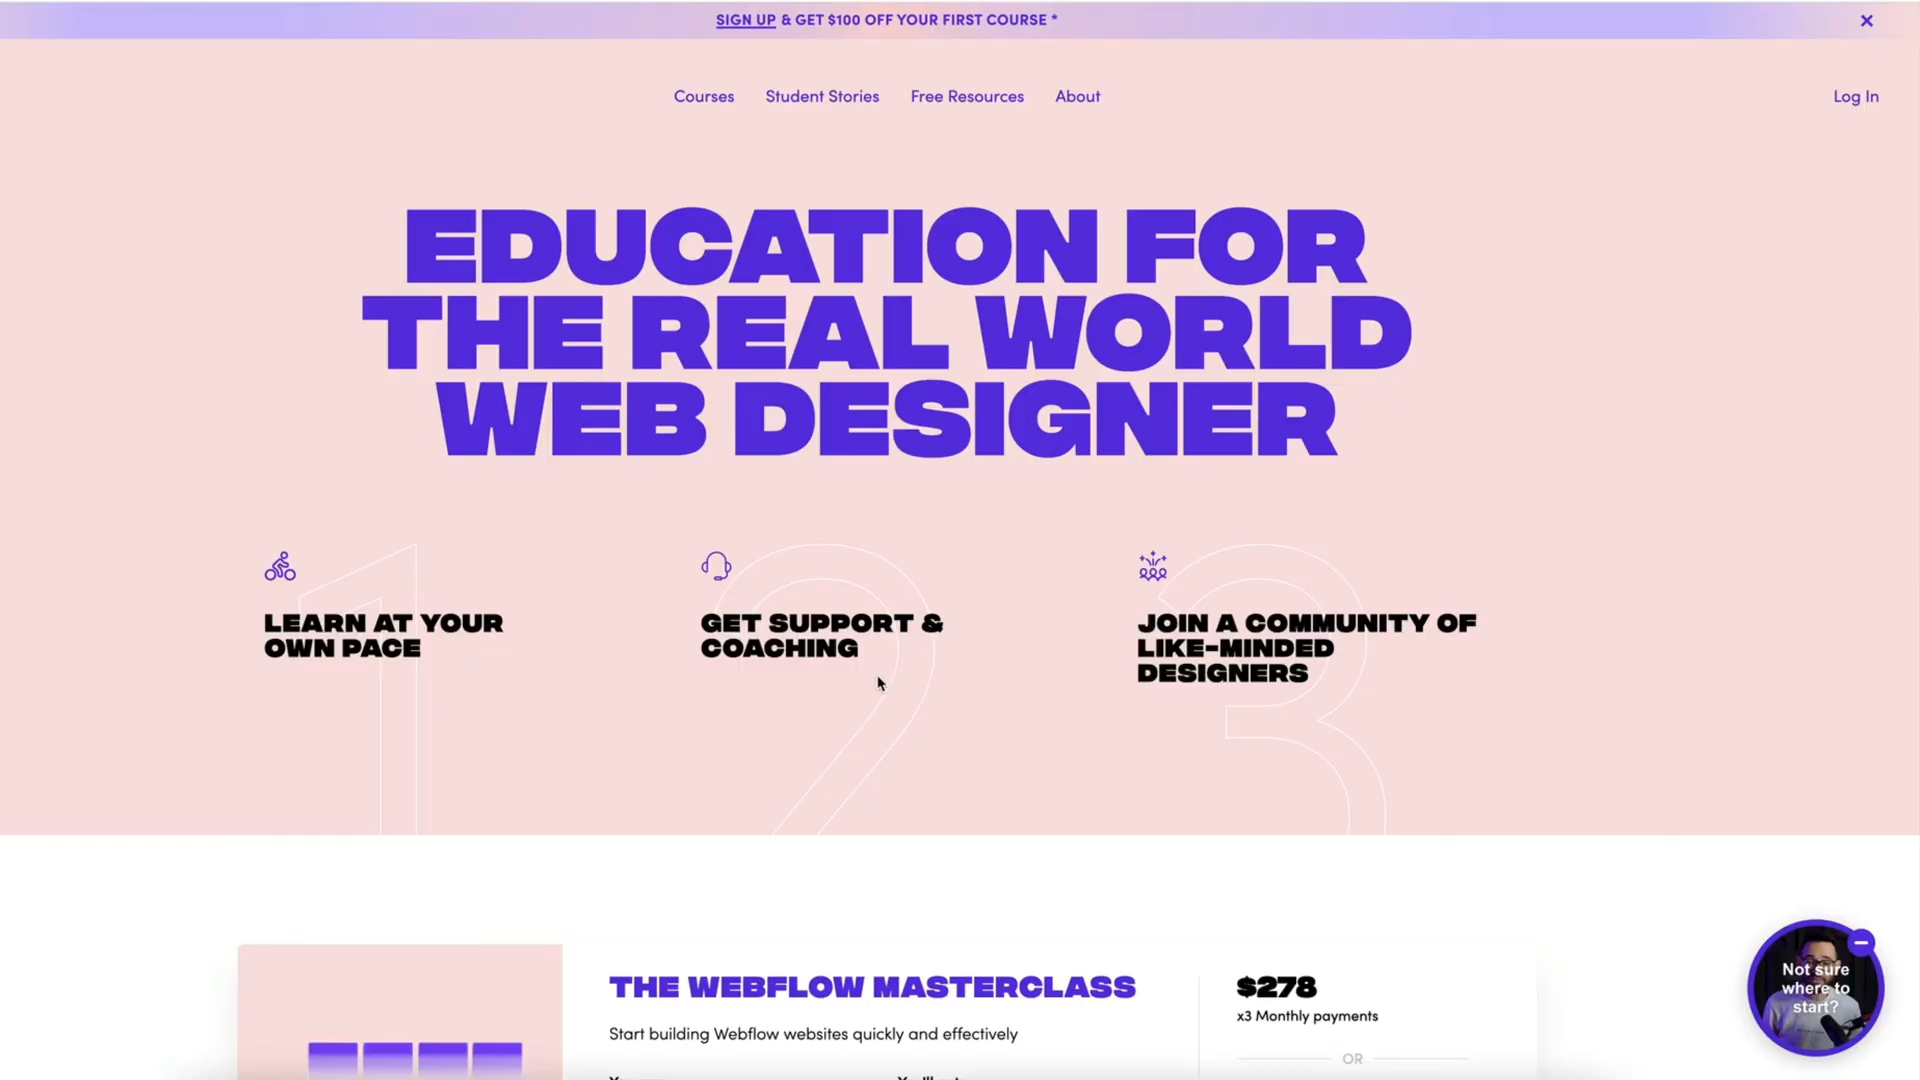 SIGN UP & GET $100 OFF YOUR FIRST COURSE *
Courses Student Stories Free Resources About Log In
EDUCATION FOR
THE REAL WORLD
WEB DESIGNER
1
LEARN AT YOUR
OWN PACE
2
GET SUPPORT &
COACHING
3
JOIN A COMMUNITY OF
LIKE-MINDED
DESIGNERS
THE WEBFLOW MASTERCLASS
Start building Webflow websites quickly and effectively
$278
x3 Monthly payments
OR
Not sure
where to
start?